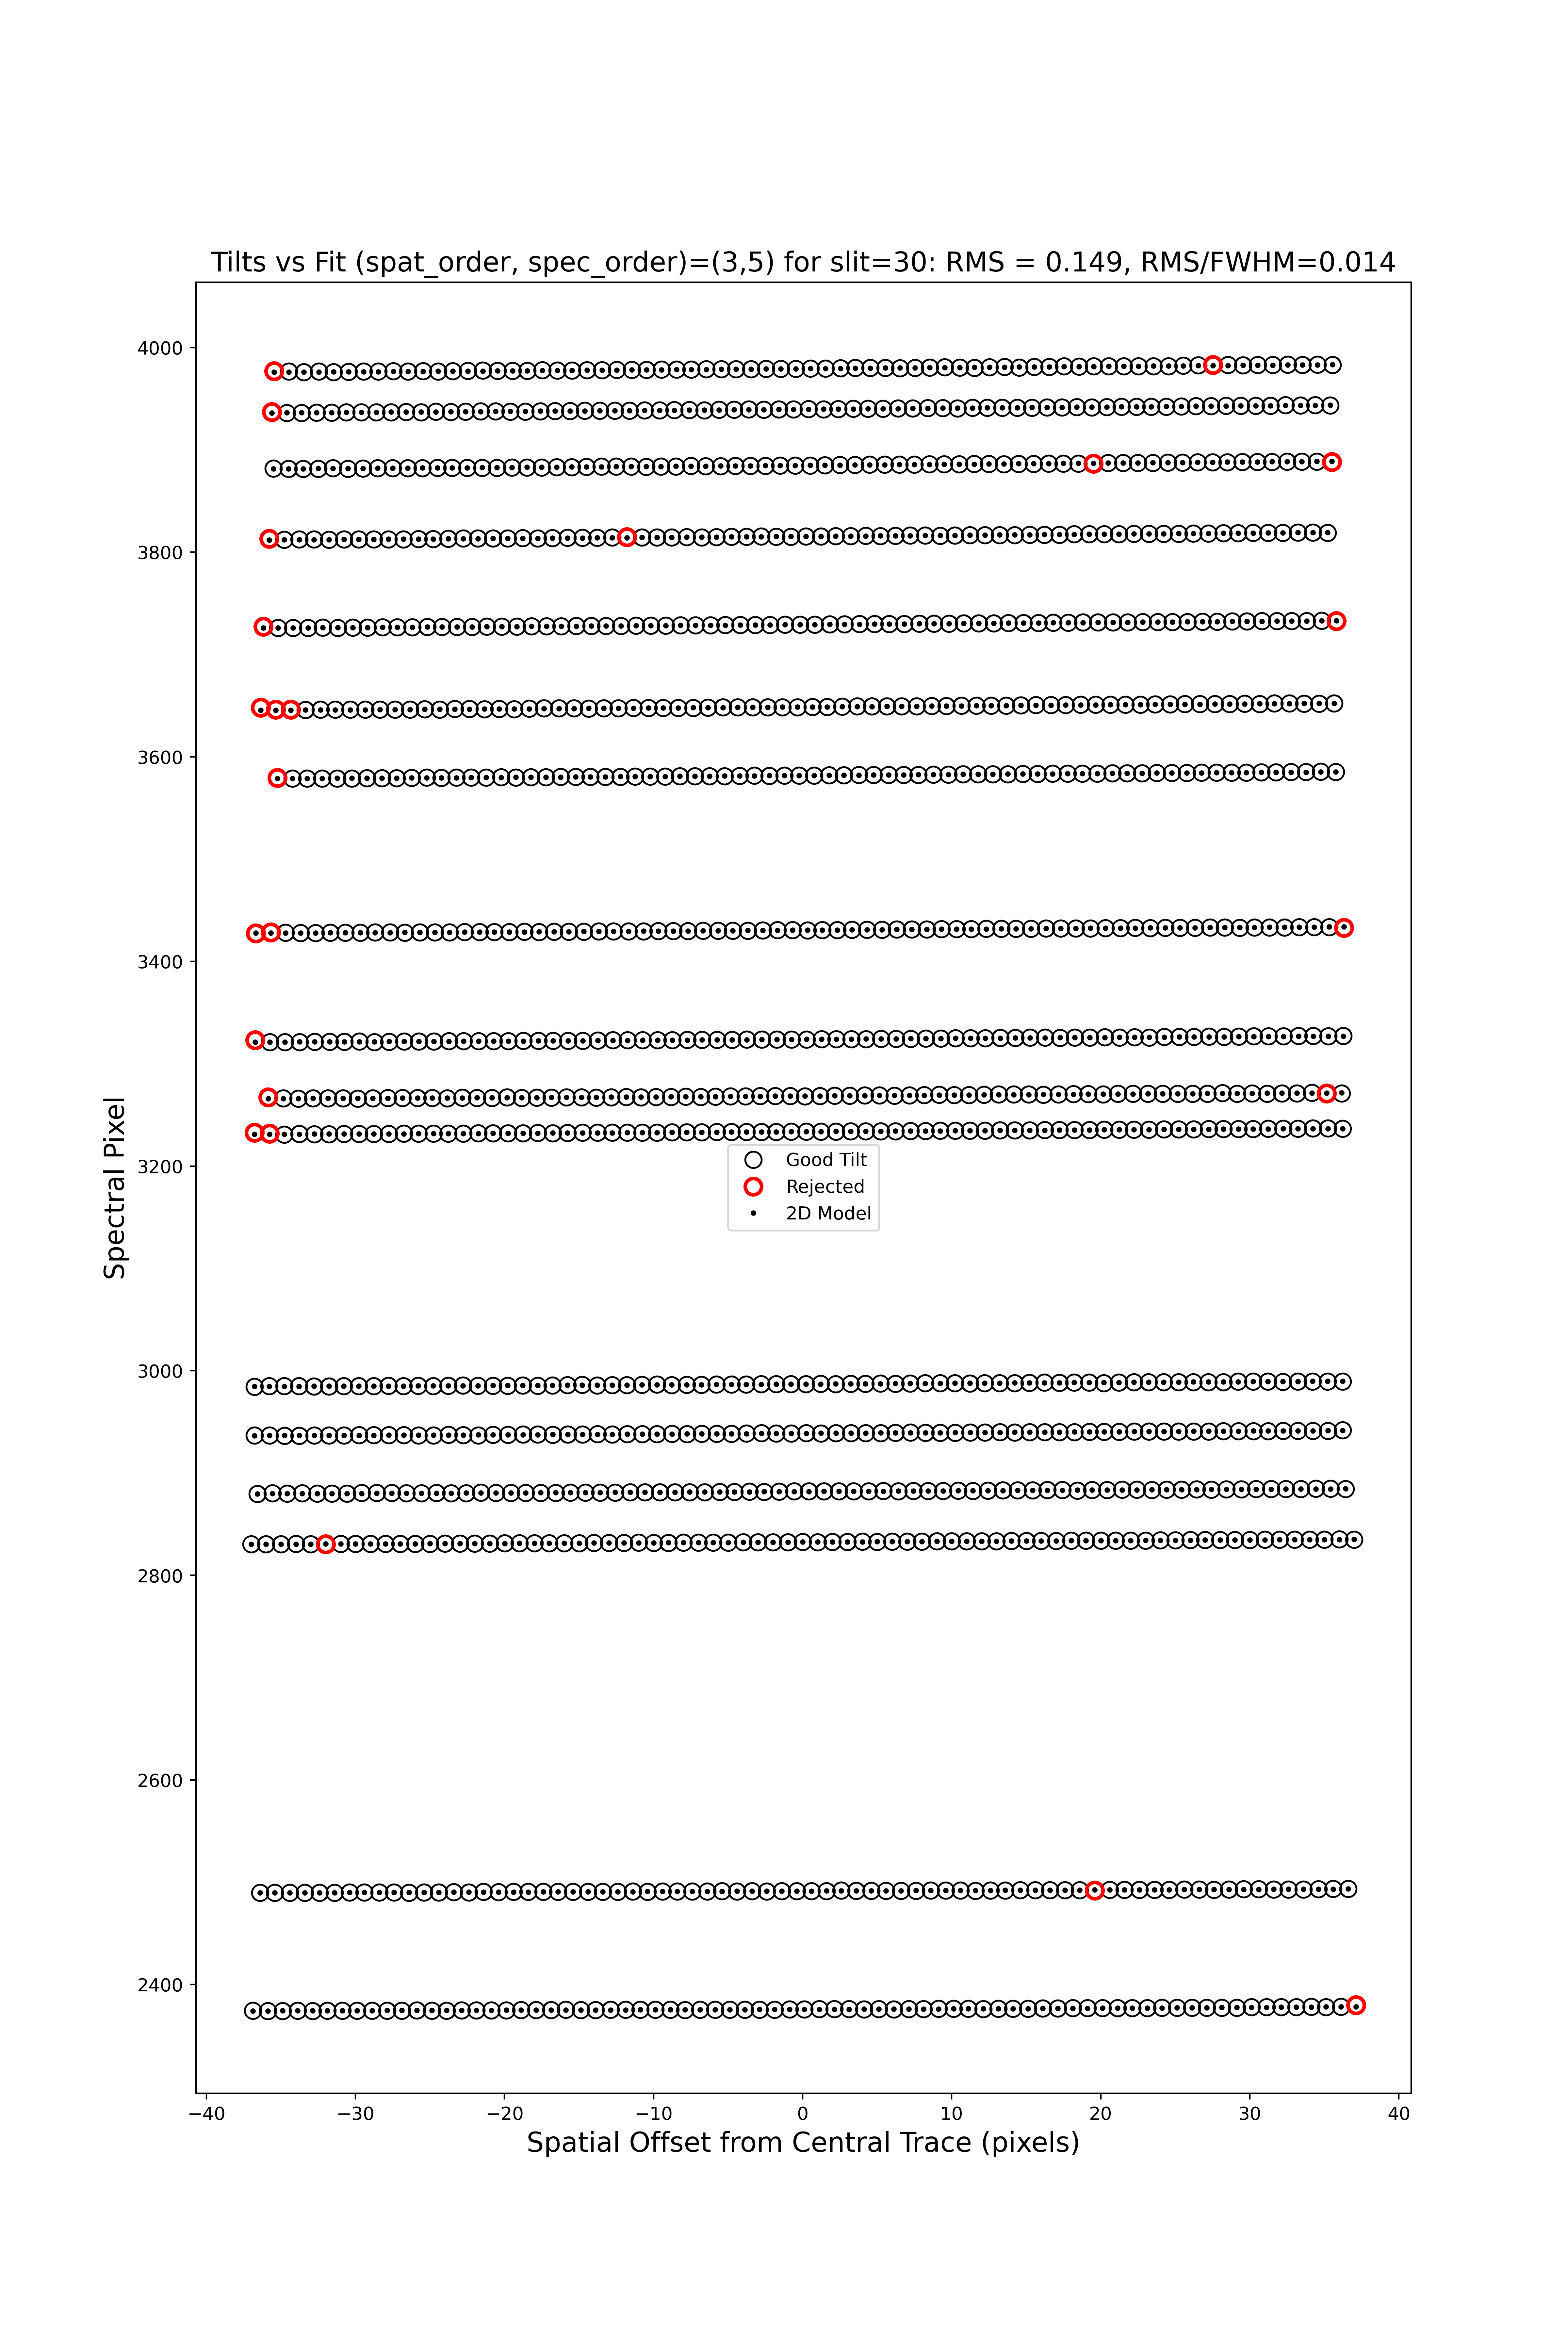 Tilts vs Fit (spat_order, spec_order)=(3,5) for slit=30: RMS = 0.149, RMS/FWHM=0.014
4000
3800
3600
3400
3200
3000
2800
2600
2400
Spectral Pixel
Good Tilt
Rejected
2D Model
−40 −30 −20 −10 0 10 20 30 40
Spatial Offset from Central Trace (pixels)